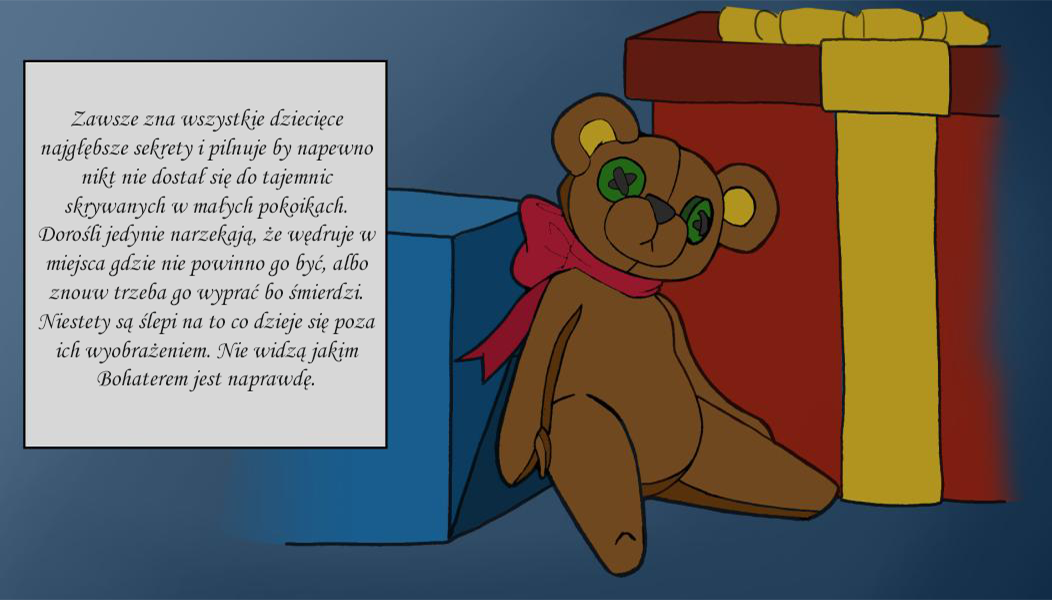 Zawsze zna wszystkie dziecięce
najgłębsze sekrety i pilnuje by napewno
nikt nie dostał się do tajemnic
skrywanych w małych pokoikach.
Dorośli jedynie narzekają, że wędruje w
miejsca gdzie nie powinno go być, albo
znouw trzeba go wyprać bo śmierdzi.
Niestety są ślepi na to co dzieje się poza
ich wyobrażeniem. Nie widzą jakim
Bohaterem jest naprawdę.